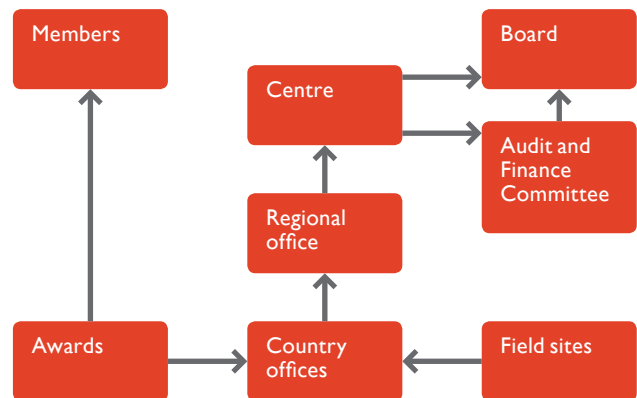 Members
Board
Centre
Audit and
Finance
Committee
Regional
office
Awards
Country
offices
Field sites